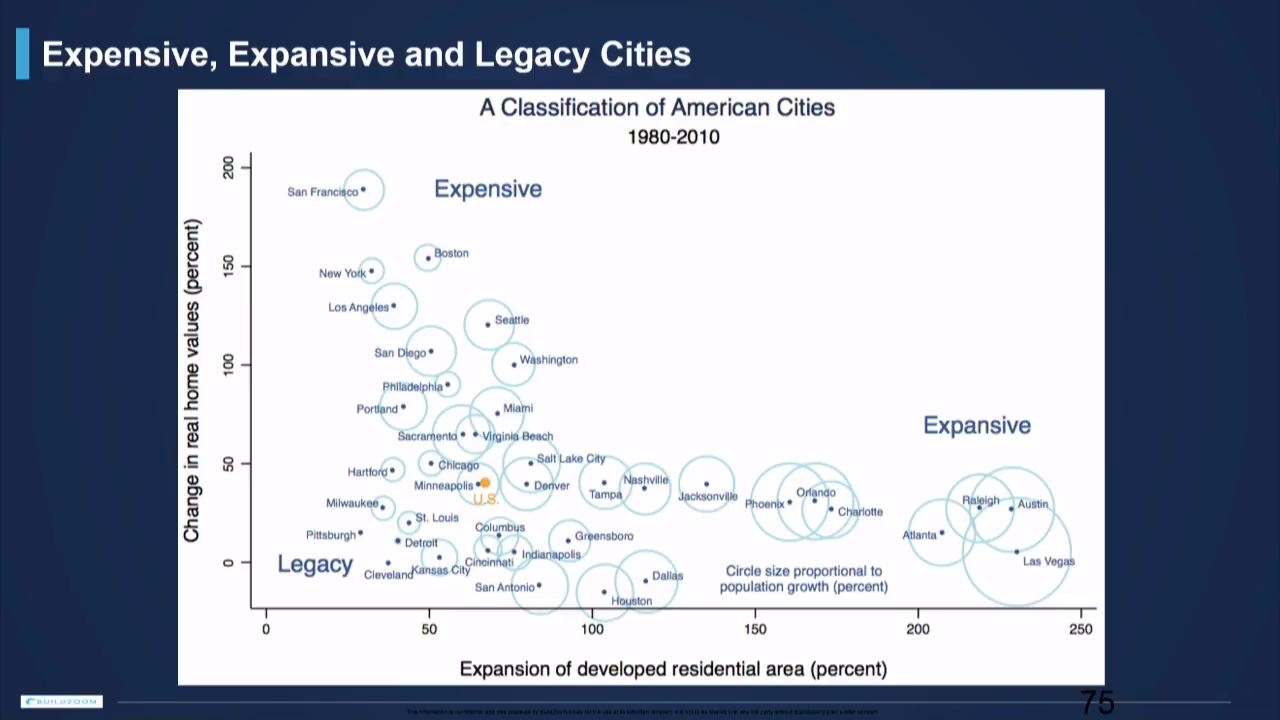 Expensive, Expansive and Legacy Cities
A Classification of American Cities
1980-2010
Change in real home values (percent)
200
150
100
50
0
San Francisco
Expensive
Boston
New York
Los Angeles
Seattle
San Diego
Washington
Philadelphia
Portland
Miami
Expansive
Sacramento
Virginia Beach
Salt Lake City
Chicago
Hartford
Minneapolis
U.S.
Denver
Tampa
Nashville
Jacksonville
Phoenix
Orlando
Charlotte
Raleigh
Austin
Milwaukee
St. Louis
Columbus
Pittsburgh
Detroit
Greensboro
Atlanta
Legacy
Cincinnati
Indianapolis
Las Vegas
Cleveland
Kansas City
San Antonio
Dallas
Houston
Circle size proportional to
population growth (percent)
0
50
100
150
200
250
Expansion of developed residential area (percent)
BUILDZOOM
75